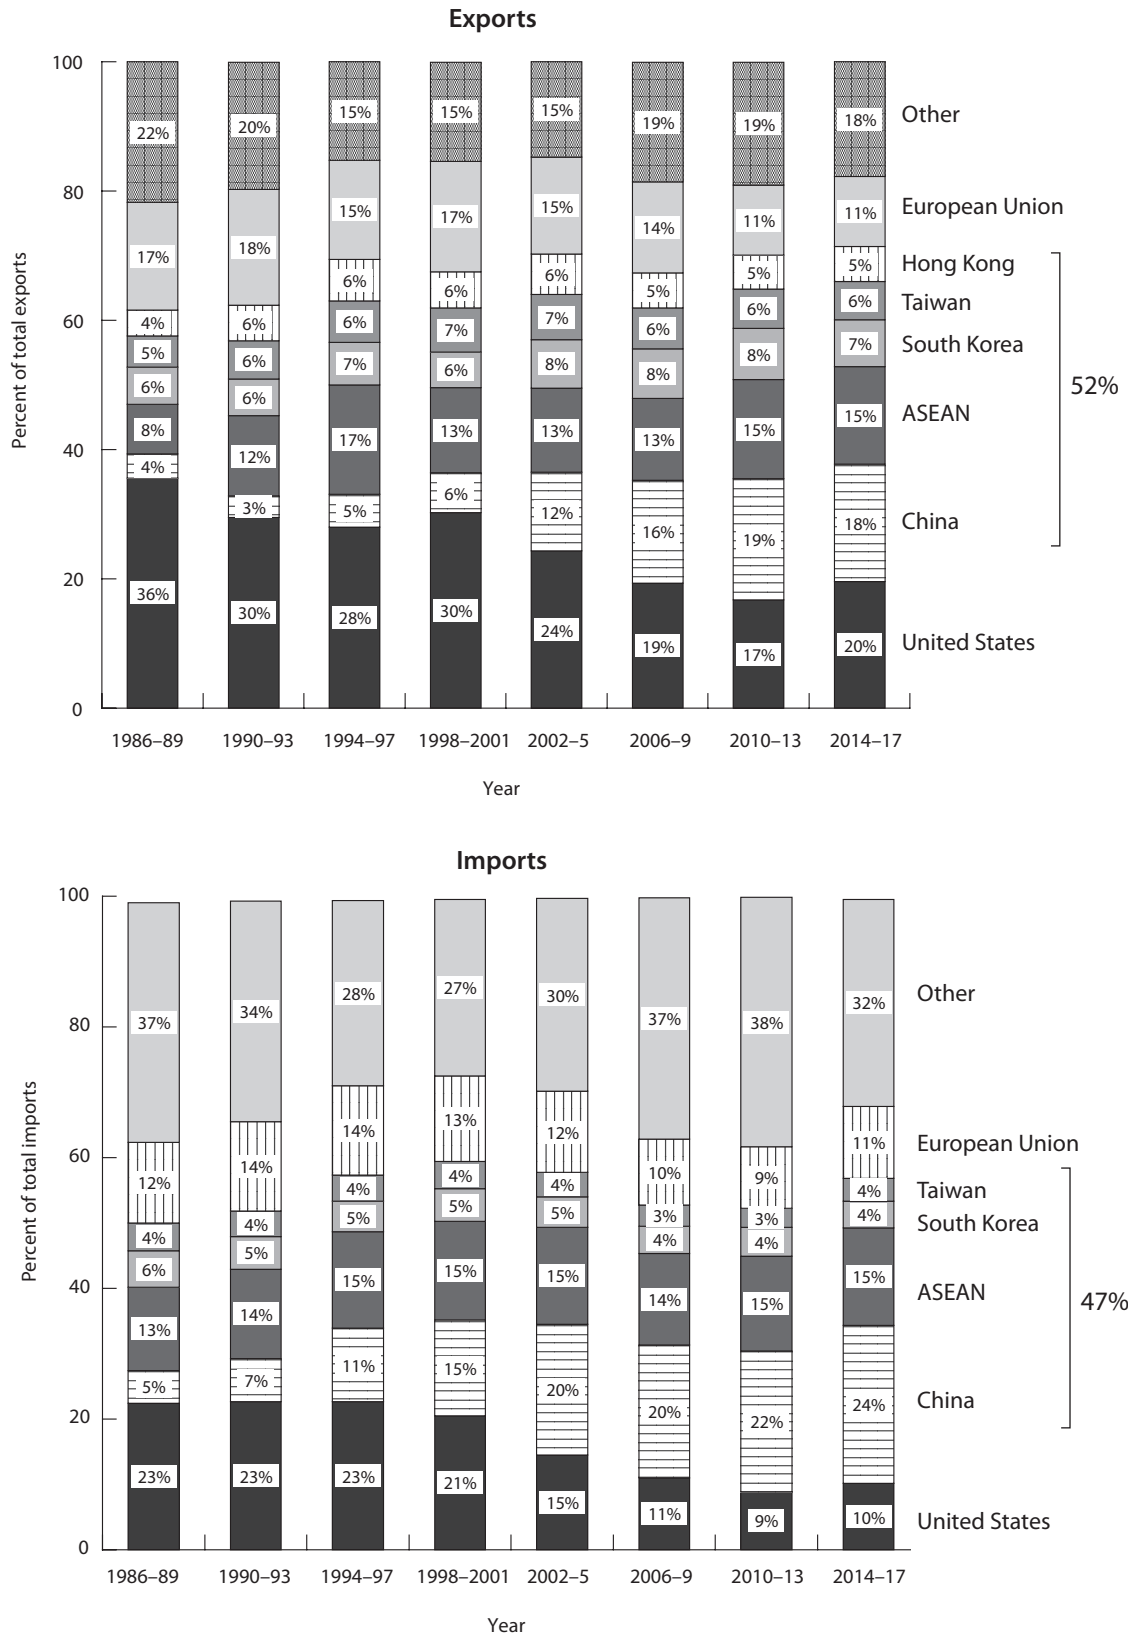 Exports
Percent of total exports
100
80
60
40
20
0
22% 20% 15% 15% 15% 19% 19% 18% Other
17% 18% 15% 17% 15% 14% 11% 11% European Union
4% 6% 6% 6% 6% 5% 5% 5% Hong Kong
5% 6% 6% 7% 7% 6% 6% 6% Taiwan
6% 6% 7% 6% 8% 8% 8% 7% South Korea
8% 12% 17% 13% 13% 13% 15% 15% ASEAN
4% 3% 5% 6% 12% 16% 19% 18% China
36% 30% 28% 30% 24% 19% 17% 20% United States
52%
1986–89 1990–93 1994–97 1998–2001 2002–5 2006–9 2010–13 2014–17
Year
Imports
Percent of total imports
100
80
60
40
20
0
37% 34% 28% 27% 30% 37% 38% 32% Other
12% 14% 14% 13% 12% 10% 9% 11% European Union
4% 4% 4% 4% 4% 3% 3% 4% Taiwan
6% 5% 5% 5% 5% 4% 4% 4% South Korea
13% 14% 15% 15% 15% 14% 15% 15% ASEAN
5% 7% 11% 15% 20% 20% 22% 24% China
23% 23% 23% 21% 15% 11% 9% 10% United States
47%
1986–89 1990–93 1994–97 1998–2001 2002–5 2006–9 2010–13 2014–17
Year